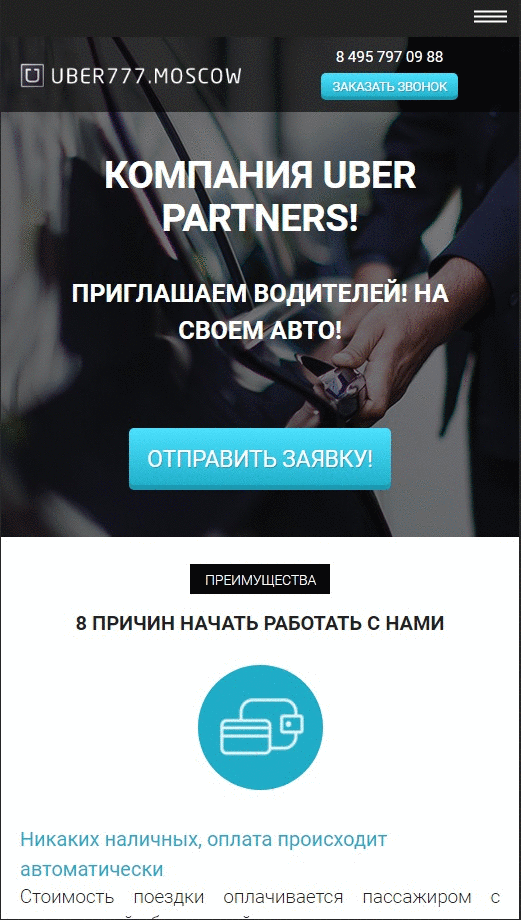 8 495 797 09 88
UBER777.MOSCOW
ЗАКАЗАТЬ ЗВОНОК
КОМПАНИЯ UBER
PARTNERS!
ПРИГЛАШАЕМ ВОДИТЕЛЕЙ! НА
СВОЕМ АВТО!
ОТПРАВИТЬ ЗАЯВКУ!
ПРЕИМУЩЕСТВА
8 ПРИЧИН НАЧАТЬ РАБОТАТЬ С НАМИ
Никаких наличных, оплата происходит
автоматически
Стоимость поездки оплачивается пассажиром с